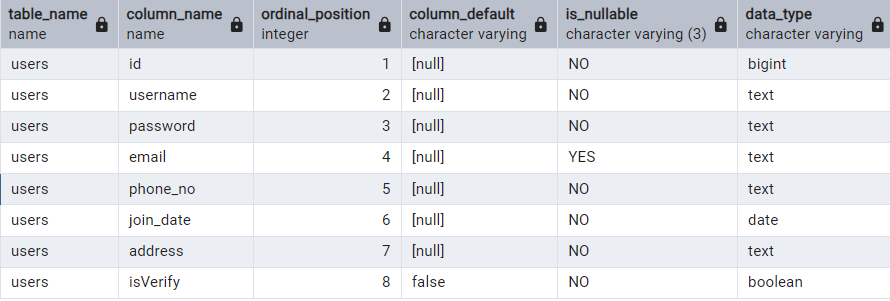 table_name column_name ordinal_position column_default is_nullable data_type
name name integer character varying character varying (3) character varying
users id 1 [null] NO bigint
users username 2 [null] NO text
users password 3 [null] NO text
users email 4 [null] YES text
users phone_no 5 [null] NO text
users join_date 6 [null] NO date
users address 7 [null] NO text
users isVerify 8 false NO boolean